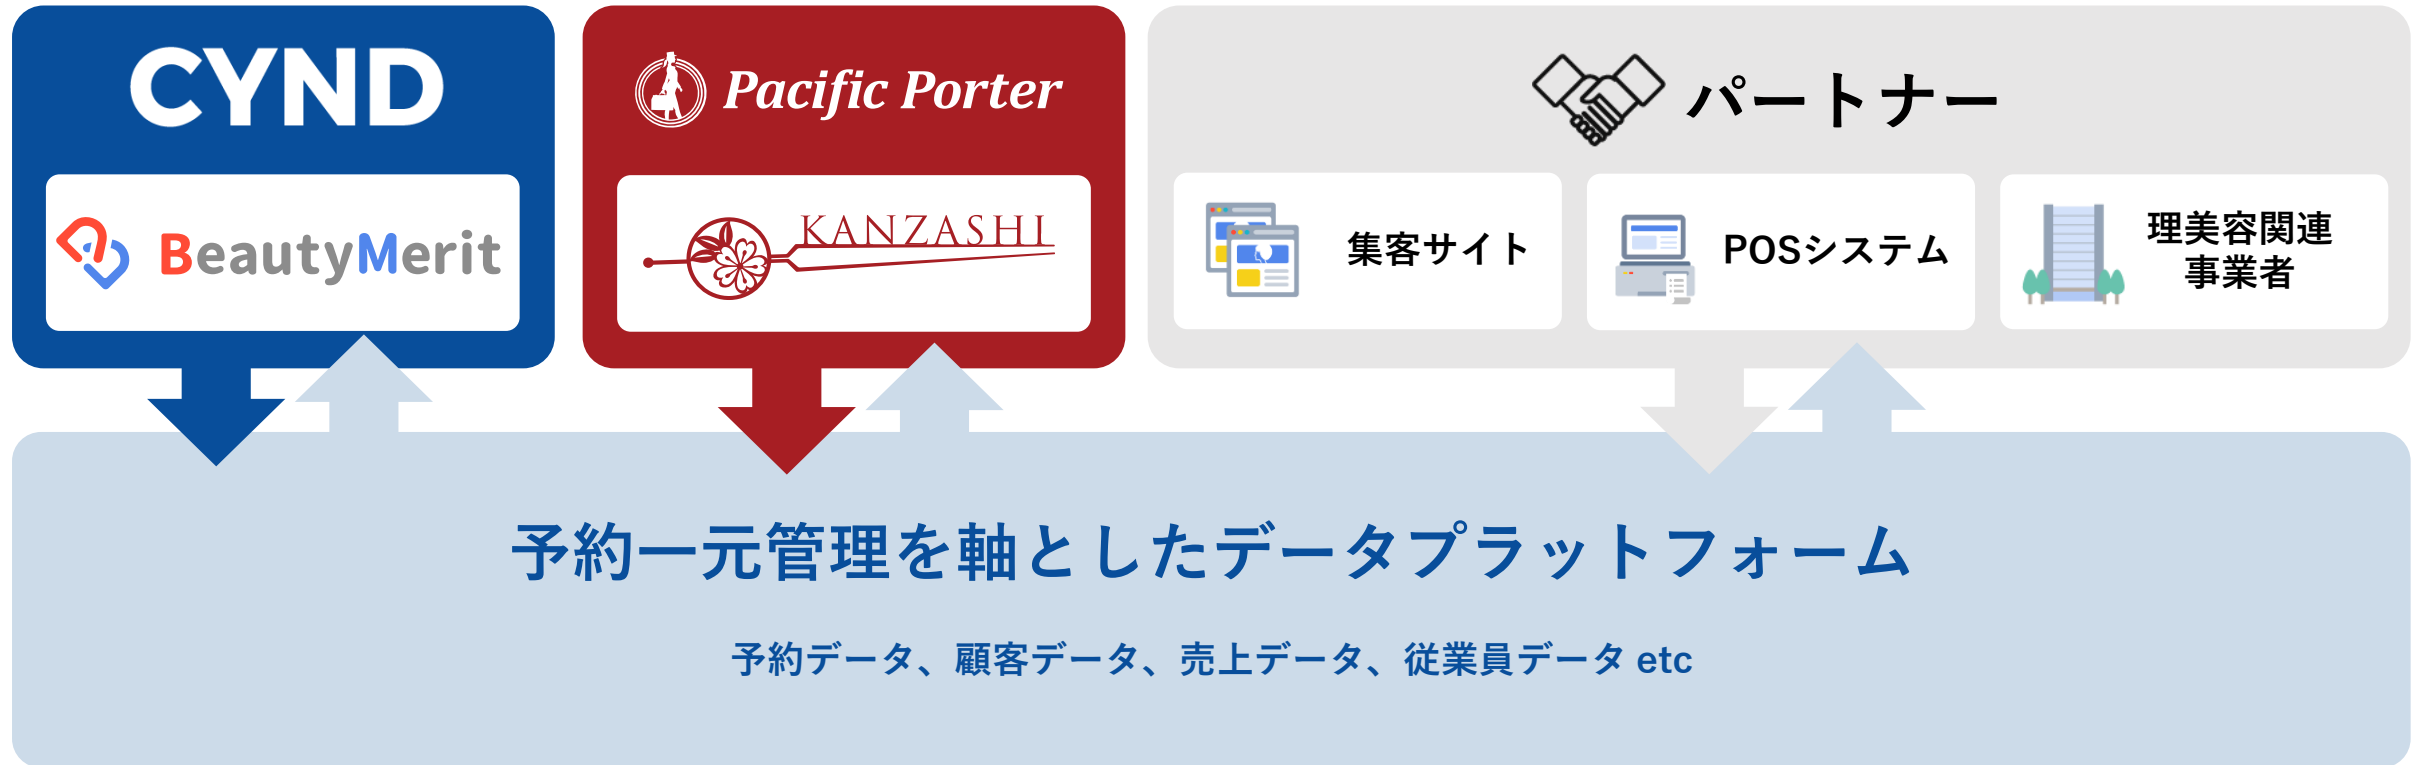 CYND
BeautyMerit
Pacific Porter
KANZASHI
パートナー
集客サイト
POSシステム
理美容関連
事業者
予約一元管理を軸としたデータプラットフォーム
予約データ、顧客データ、売上データ、従業員データ etc